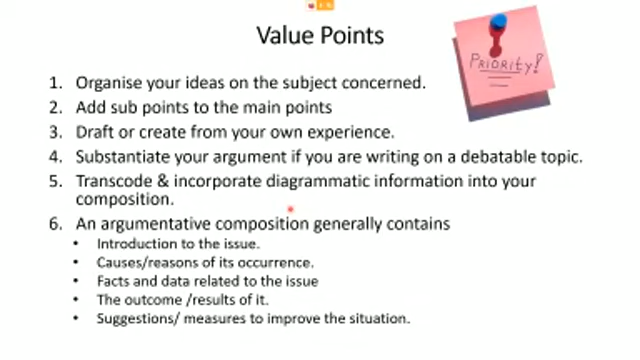 Value Points
PRIORITY!
1. Organise your ideas on the subject concerned.
2. Add sub points to the main points
3. Draft or create from your own experience.
4. Substantiate your argument if you are writing on a debatable topic.
5. Transcode & incorporate diagrammatic information into your
composition.
6. An argumentative composition generally contains
• Introduction to the issue.
• Causes/reasons of its occurrence.
• Facts and data related to the issue
• The outcome /results of it.
• Suggestions/ measures to improve the situation.